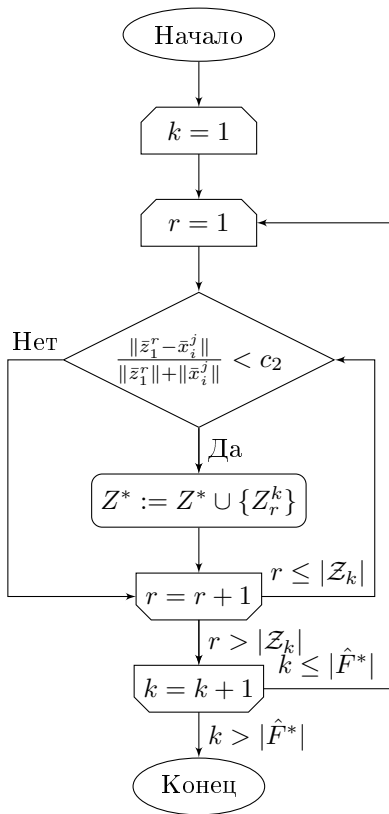 Начало
k = 1
r = 1
Нет
‖z̄₁ʳ − x̄ᵢʲ‖ / (‖z̄₁ʳ‖ + ‖x̄ᵢʲ‖) < c₂
Да
Z* := Z* ∪ {Zᵣᵏ}
r ≤ |𝒵ₖ|
r = r + 1
r > |𝒵ₖ|
k ≤ |F̂*|
k = k + 1
k > |F̂*|
Конец